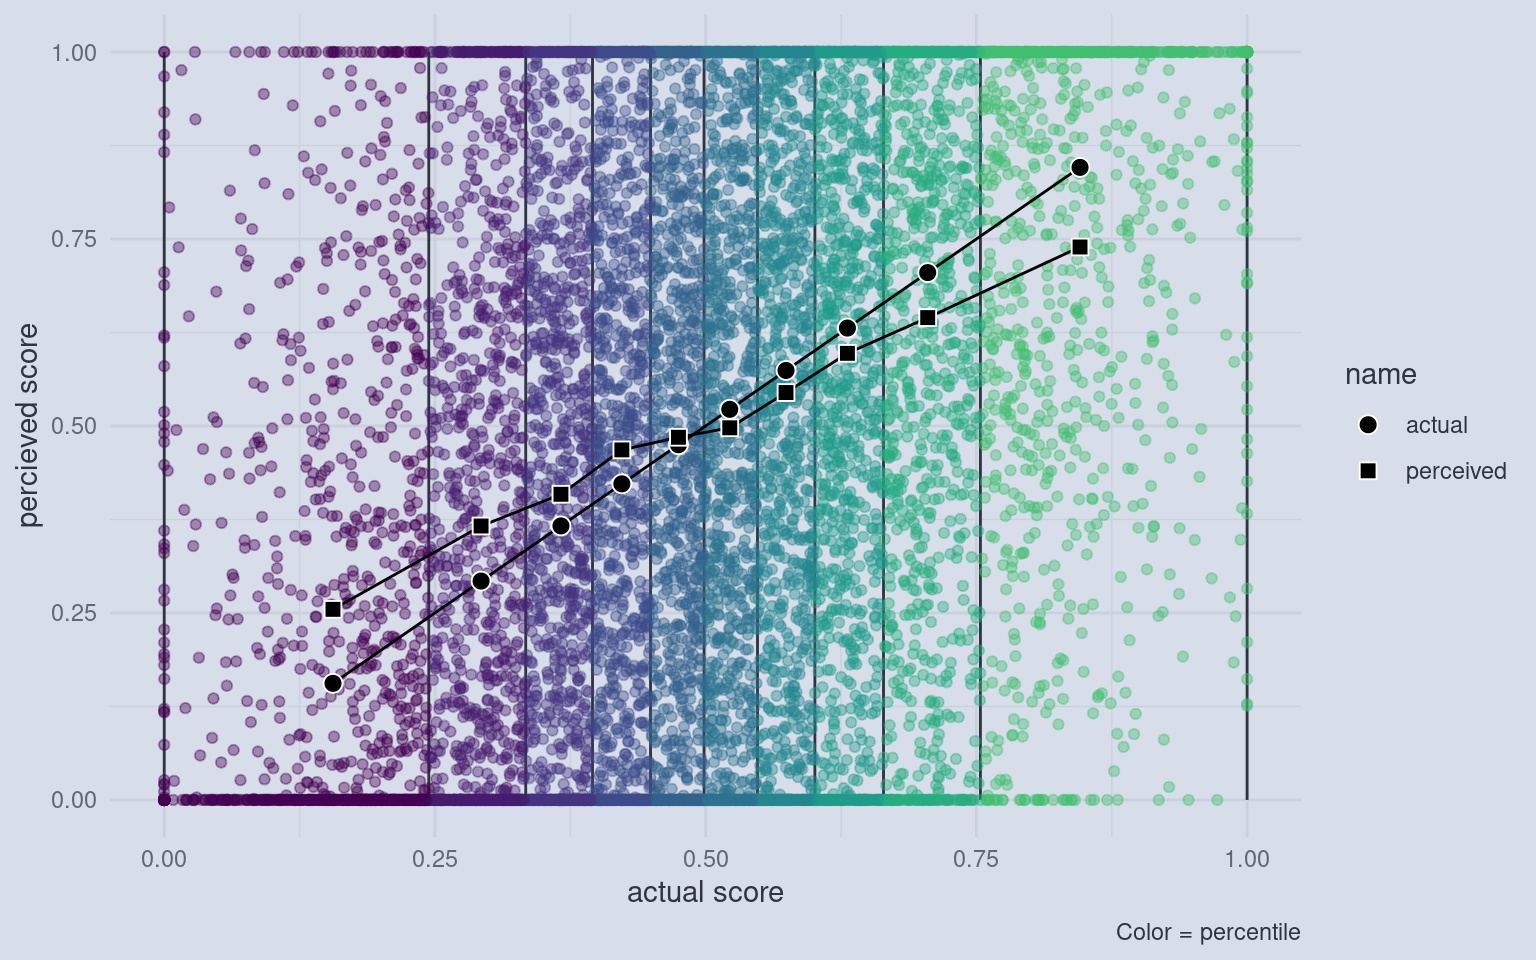 1.00
0.75
0.50
0.25
0.00
percieved score
0.00
0.25
0.50
0.75
1.00
actual score
name
actual
perceived
Color = percentile